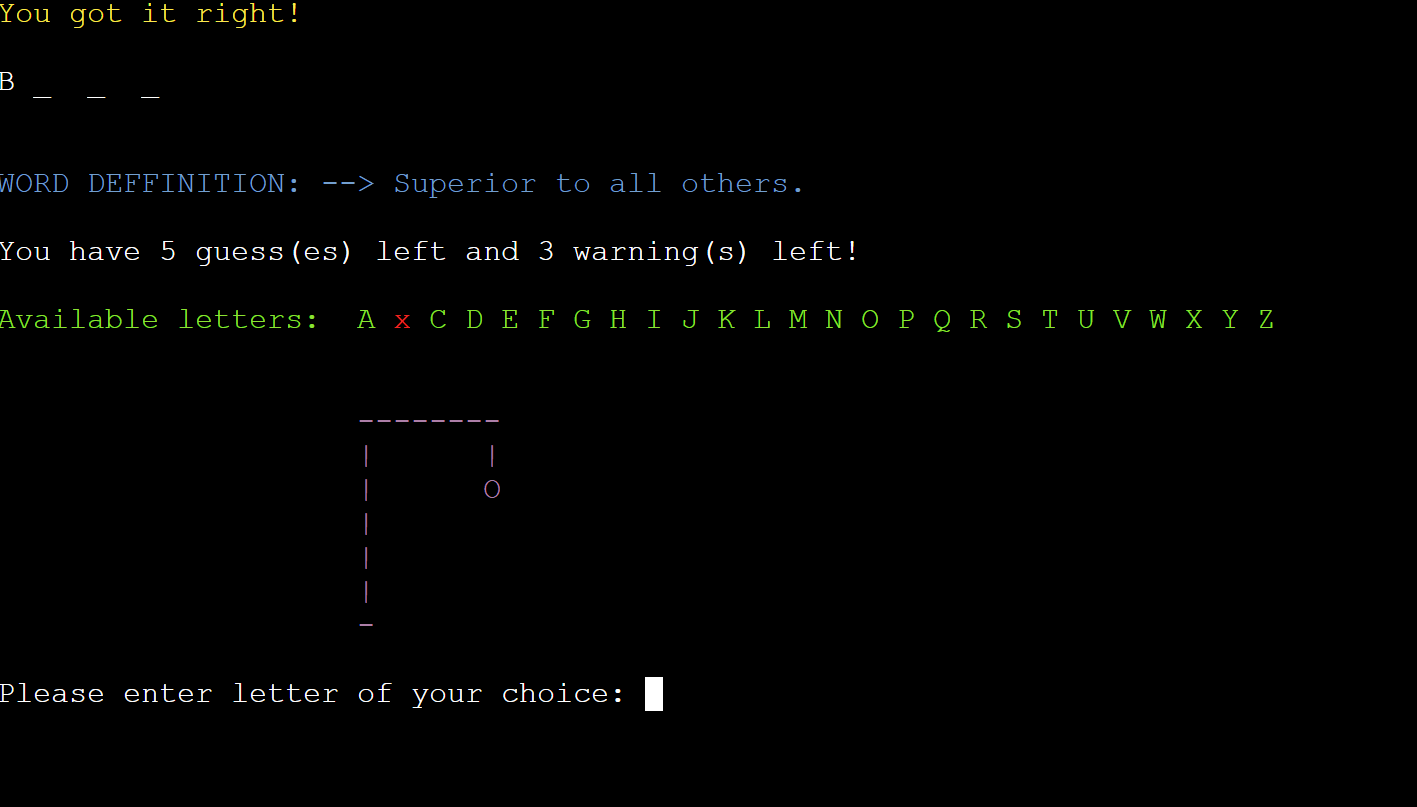 You got it right!
B _ _ _
WORD DEFFINITION: --> Superior to all others.
You have 5 guess(es) left and 3 warning(s) left!
Available letters: A x C D E F G H I J K L M N O P Q R S T U V W X Y Z
--------
| |
| O
|
|
|
-
Please enter letter of your choice: